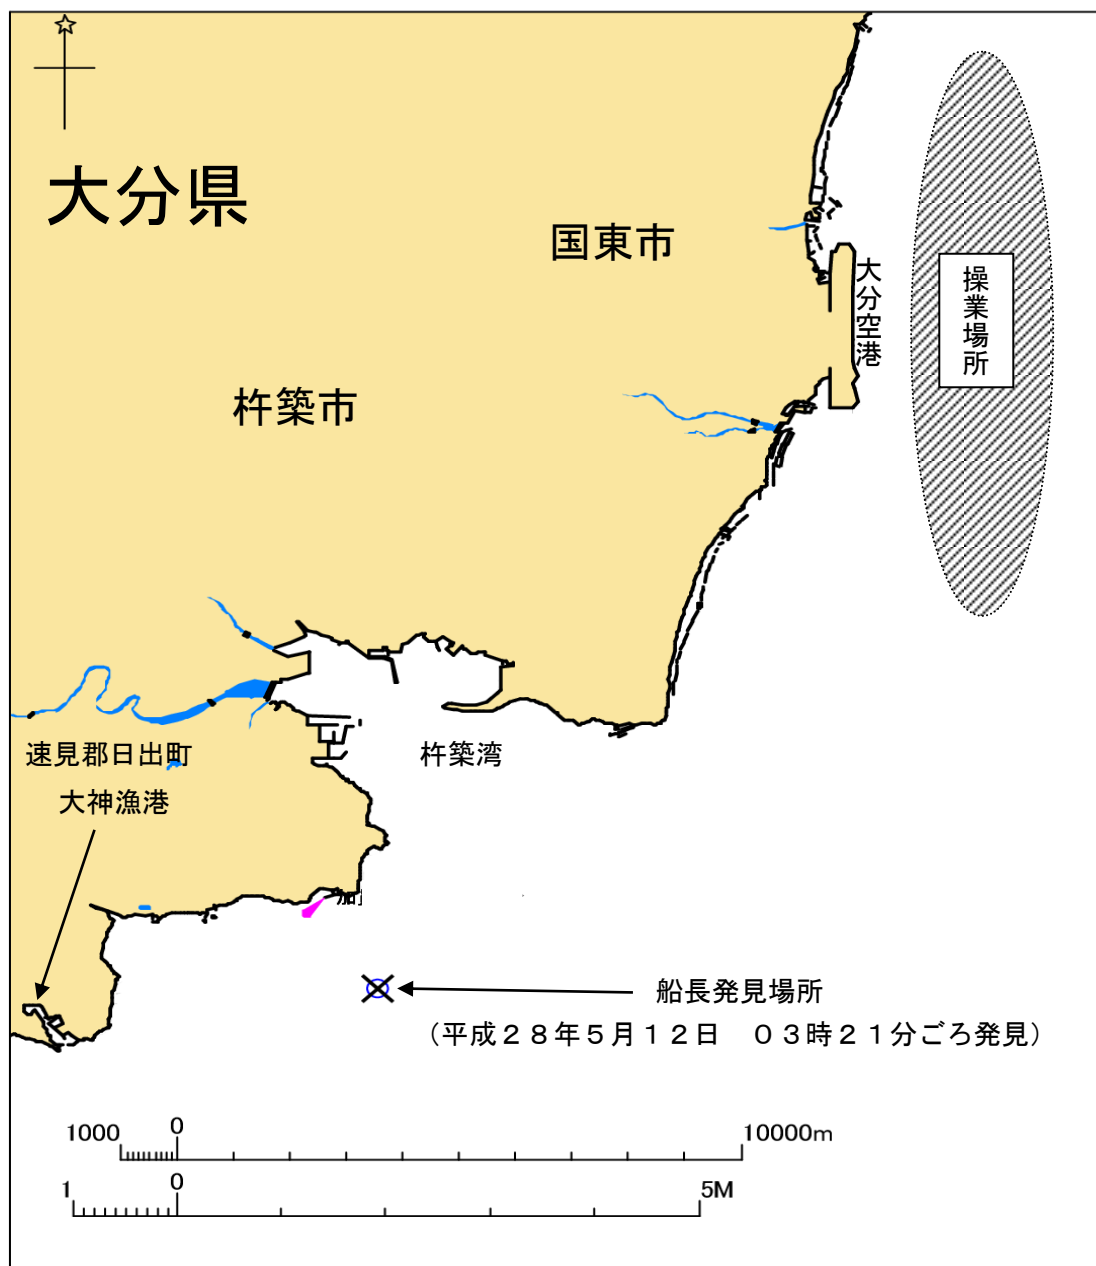 大分県
国東市
大分空港
操業場所
杵築市
速見郡日出町
杵築湾
大神漁港
船長発見場所
（平成２８年５月１２日　０３時２１分ごろ発見）
1000 0 10000m
1 0 5M